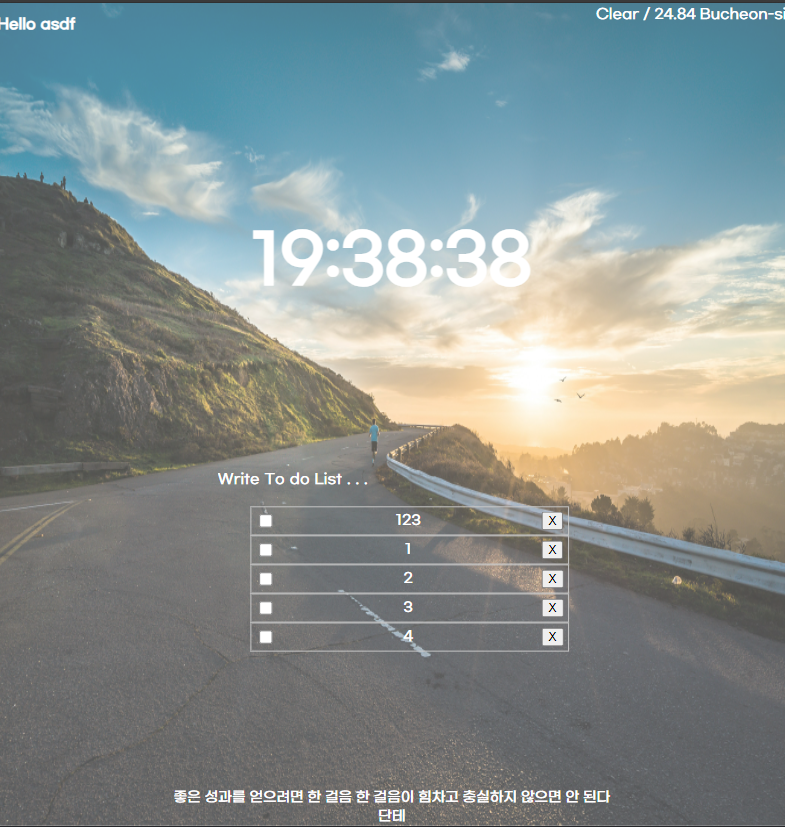 Hello asdf
Clear / 24.84 Bucheon-si
19:38:38
Write To do List . . .
123 X
1 X
2 X
3 X
4 X
좋은 성과를 얻으려면 한 걸음 한 걸음이 힘차고 충실하지 않으면 안 된다
단테